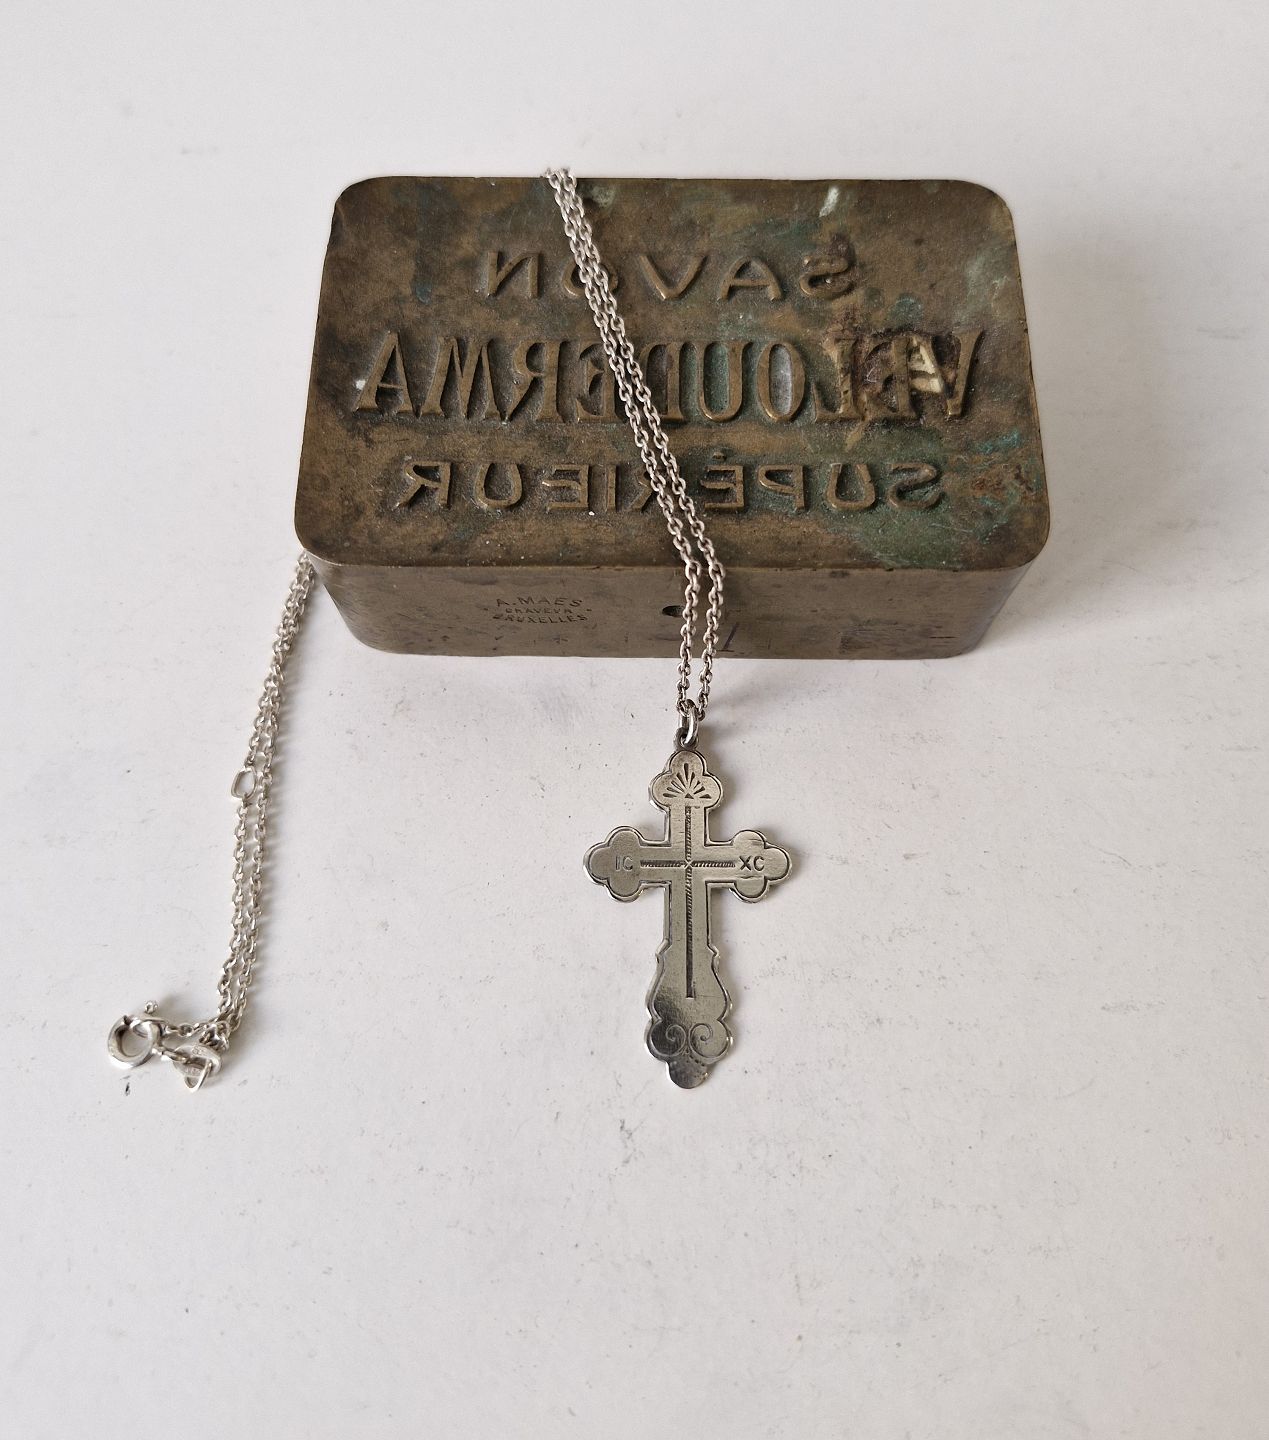 SAVON
VELOUDERMA
SUPÉRIEUR
A. MAES
GRAVEUR
BRUXELLES
IC XC